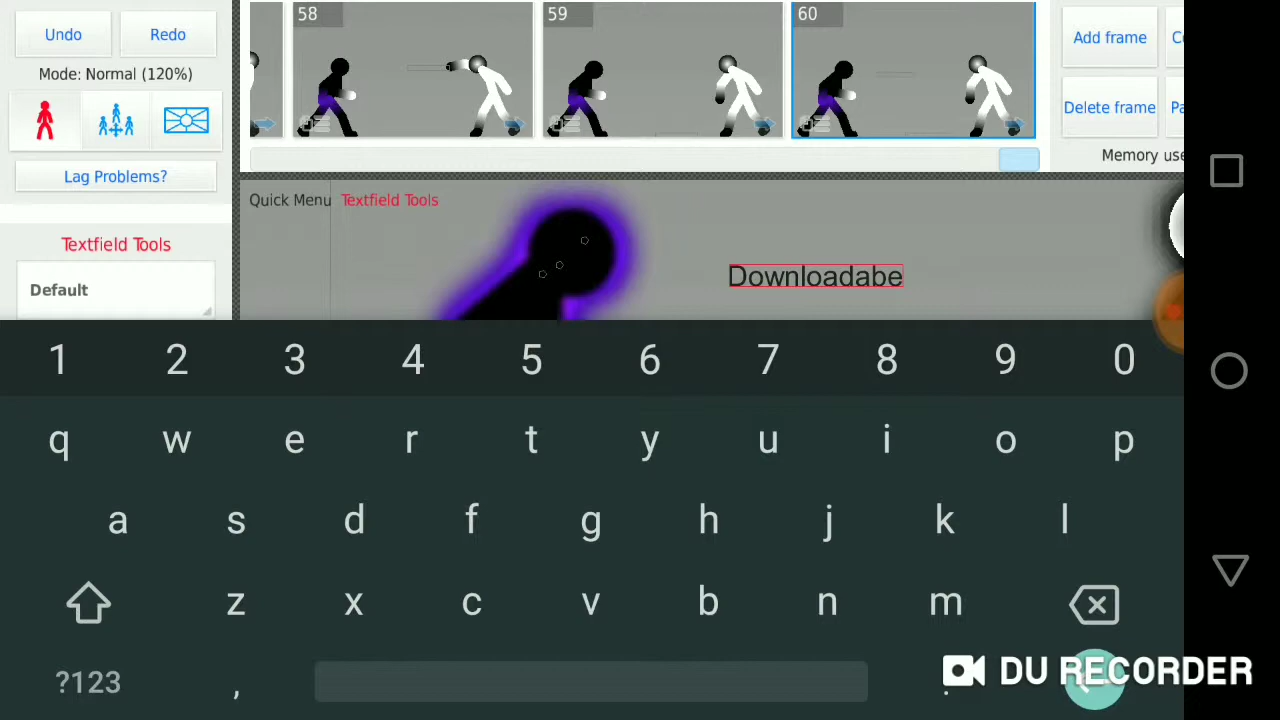 Undo
Redo
Mode: Normal (120%)
Lag Problems?
58
59
60
Add frame
Delete frame
Memory use
Textfield Tools
Default
Quick Menu
Textfield Tools
Downloadabe
1 2 3 4 5 6 7 8 9 0
q w e r t y u i o p
a s d f g h j k l
z x c v b n m
?123 , .
DU RECORDER